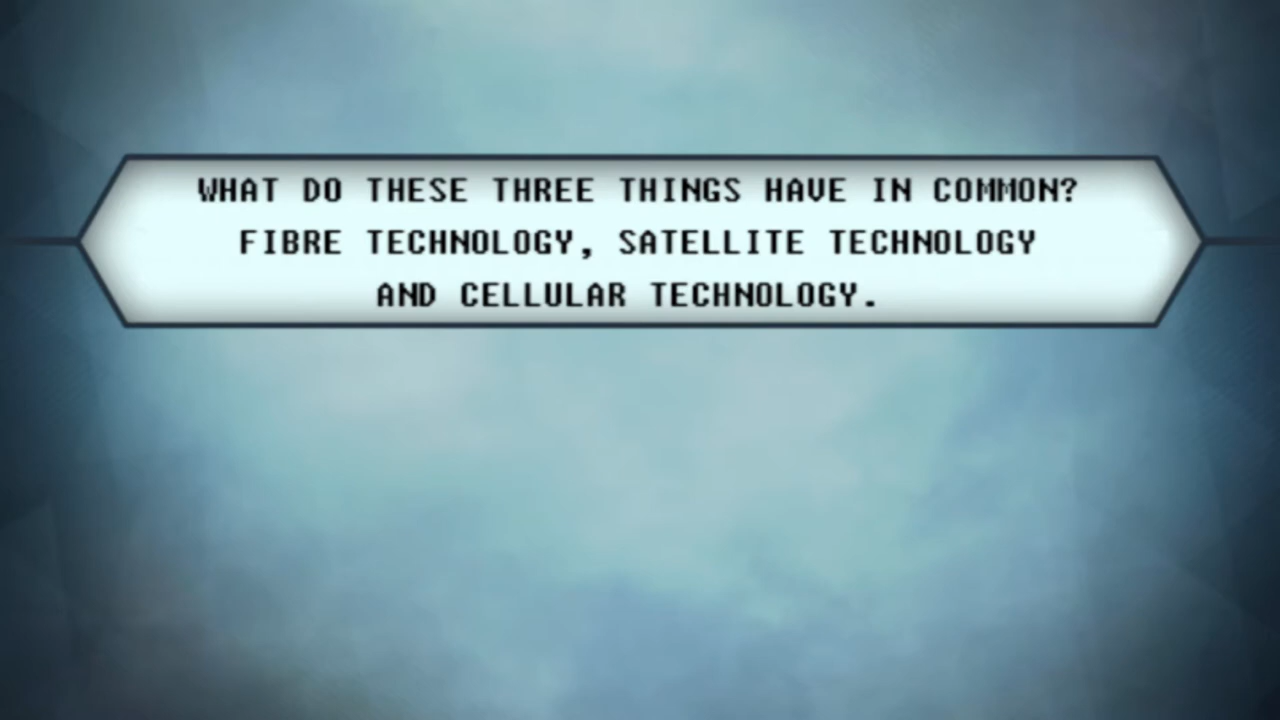 WHAT DO THESE THREE THINGS HAVE IN COMMON?
FIBRE TECHNOLOGY, SATELLITE TECHNOLOGY
AND CELLULAR TECHNOLOGY.